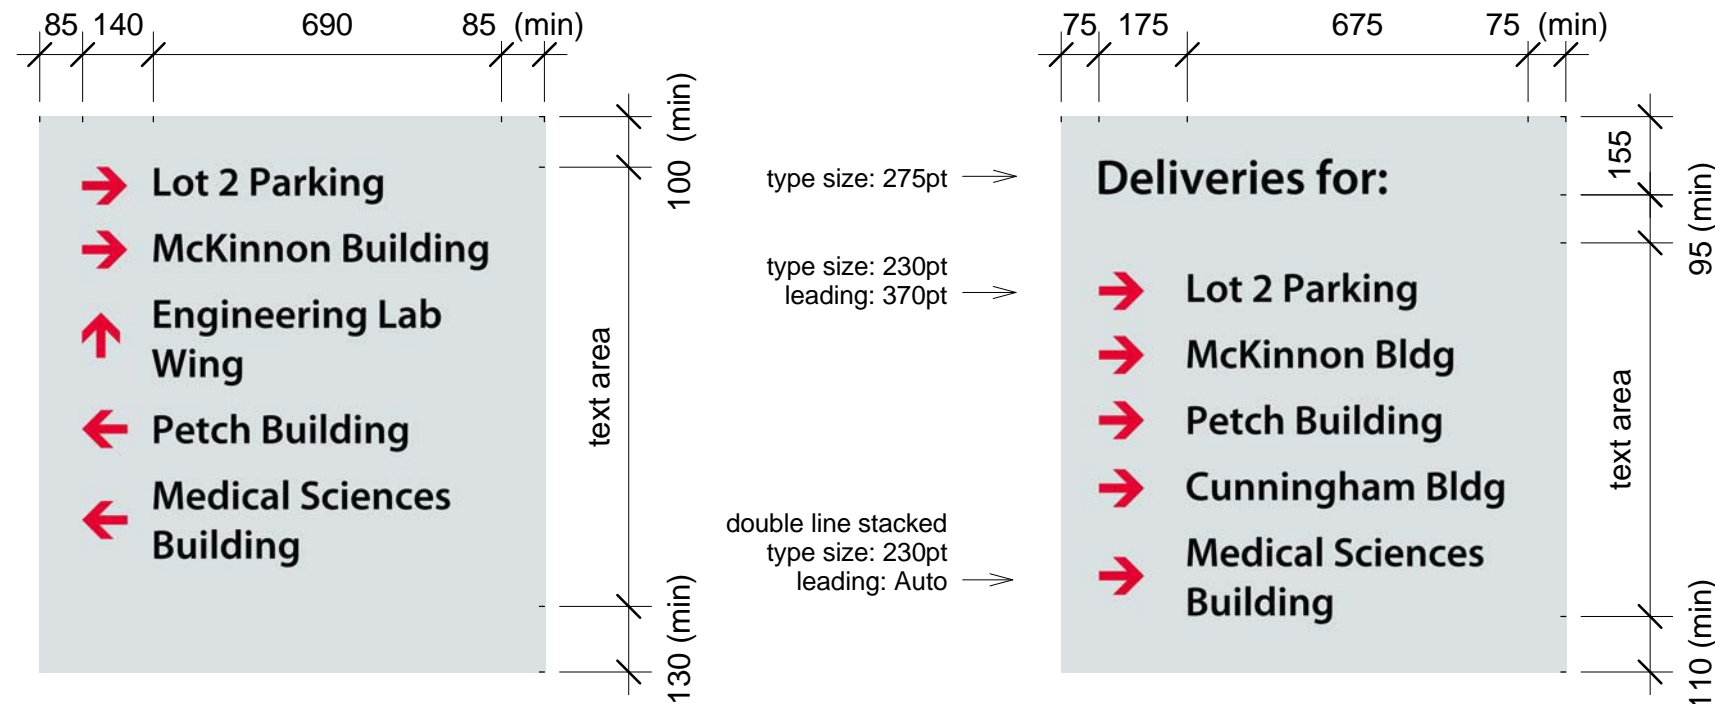 85 140 690 85 (min)
100 (min)
text area
130 (min)
Lot 2 Parking
McKinnon Building
Engineering Lab
Wing
Petch Building
Medical Sciences
Building
type size: 275pt
type size: 230pt
leading: 370pt
double line stacked
type size: 230pt
leading: Auto
75 175 675 75 (min)
155
95 (min)
text area
110 (min)
Deliveries for:
Lot 2 Parking
McKinnon Bldg
Petch Building
Cunningham Bldg
Medical Sciences
Building